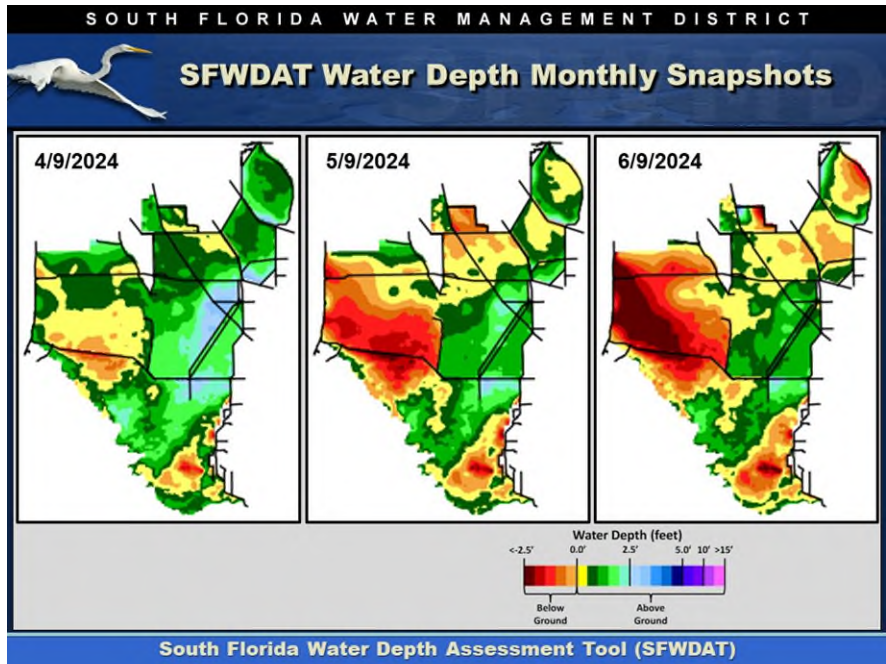 SOUTH FLORIDA WATER MANAGEMENT DISTRICT
SFWDAT Water Depth Monthly Snapshots
4/9/2024
5/9/2024
6/9/2024
Water Depth (feet)
<-2.5' 0.0' 2.5' 5.0' 10' >15'
Below Above
Ground Ground
South Florida Water Depth Assessment Tool (SFWDAT)